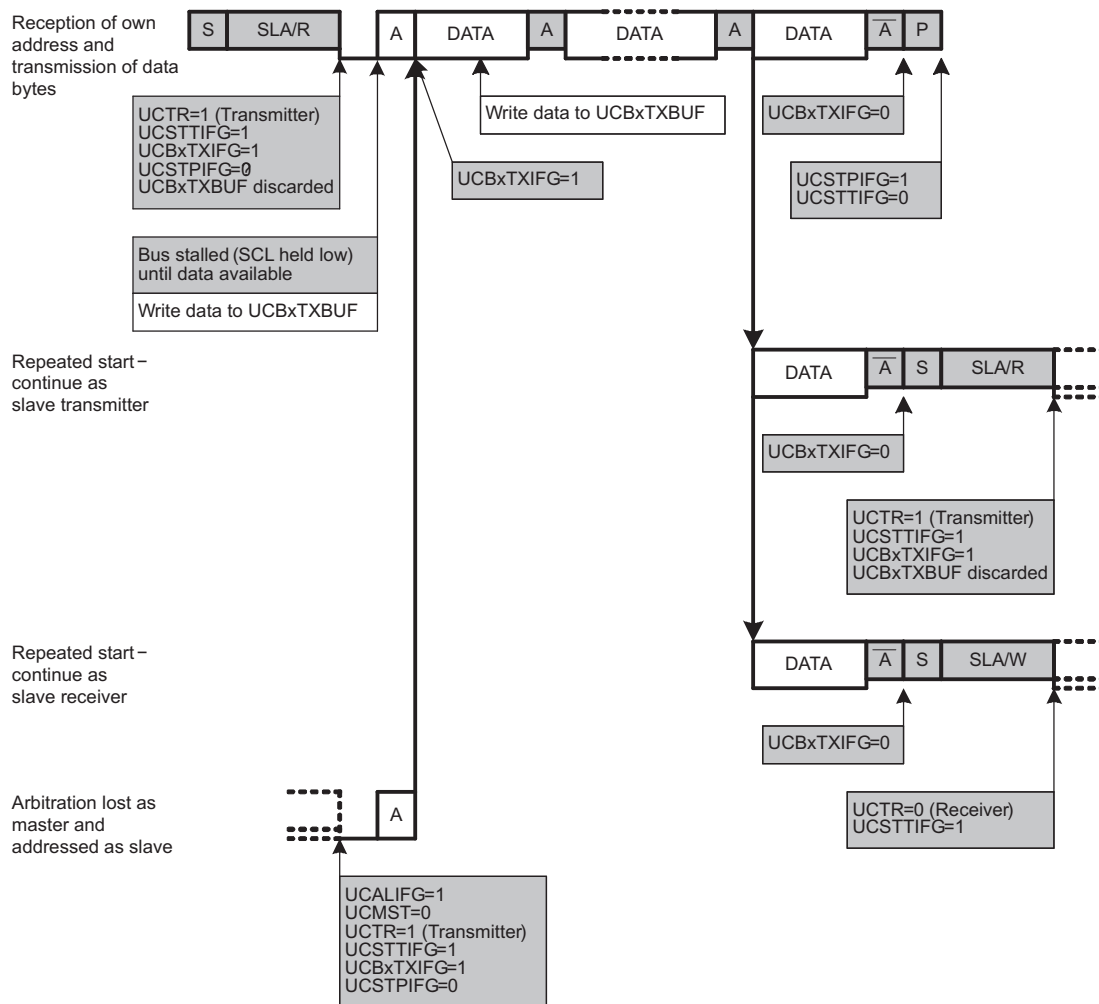 Reception of own
address and
transmission of data
bytes
S SLA/R A DATA A DATA A DATA A P
UCTR=1 (Transmitter)
UCSTTIFG=1
UCBxTXIFG=1
UCSTPIFG=0
UCBxTXBUF discarded
Write data to UCBxTXBUF
UCBxTXIFG=1
UCBxTXIFG=0
UCSTPIFG=1
UCSTTIFG=0
Bus stalled (SCL held low)
until data available
Write data to UCBxTXBUF
Repeated start−
continue as
slave transmitter
DATA A S SLA/R
UCBxTXIFG=0
UCTR=1 (Transmitter)
UCSTTIFG=1
UCBxTXIFG=1
UCBxTXBUF discarded
Repeated start−
continue as
slave receiver
DATA A S SLA/W
UCBxTXIFG=0
UCTR=0 (Receiver)
UCSTTIFG=1
Arbitration lost as
master and
addressed as slave
A
UCALIFG=1
UCMST=0
UCTR=1 (Transmitter)
UCSTTIFG=1
UCBxTXIFG=1
UCSTPIFG=0